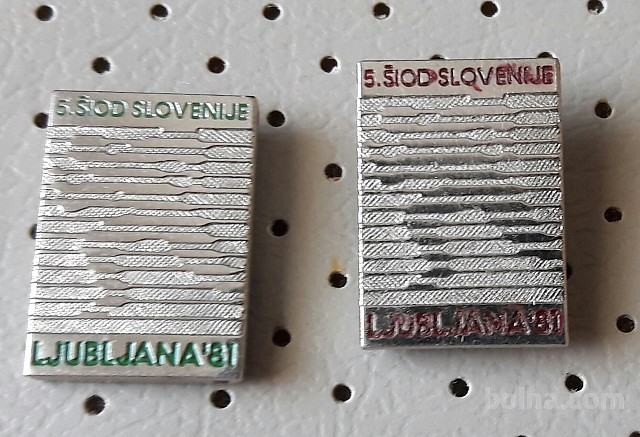 5. ŠIOD SLOVENIJE
LJUBLJANA '81
5. ŠIOD SLOVENIJE
LJUBLJANA '81
bolha.com